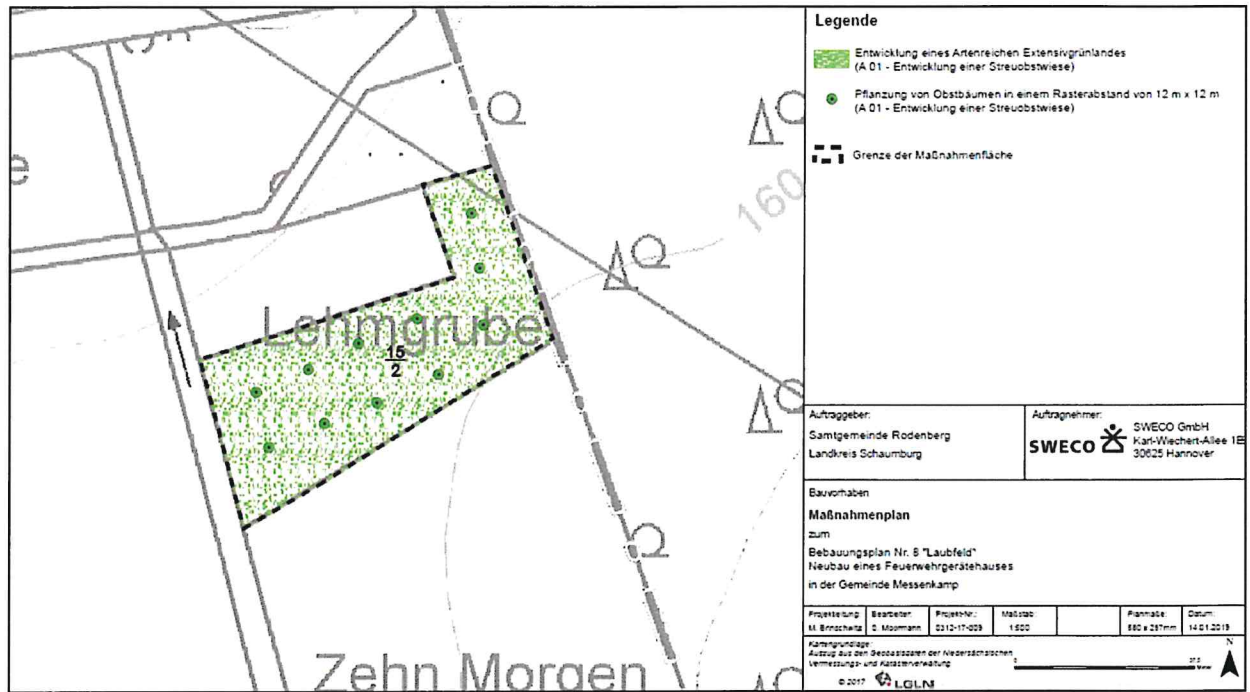 Lehmgrube
15
2
Zehn Morgen
160
Legende
Entwicklung eines Artenreichen Extensivgrünlandes
(A 01 - Entwicklung einer Streuobstwiese)
Pflanzung von Obstbäumen in einem Rasterabstand von 12 m x 12 m
(A 01 - Entwicklung einer Streuobstwiese)
Grenze der Maßnahmenfläche
Auftraggeber:
Samtgemeinde Rodenberg
Landkreis Schaumburg
Auftragnehmer:
SWECO
SWECO GmbH
Karl-Wiechert-Allee 1B
30625 Hannover
Bauvorhaben
Maßnahmenplan
zum
Bebauungsplan Nr. 8 "Laubfeld"
Neubau eines Feuerwehrgerätehauses
in der Gemeinde Messenkamp
Projektleitung: Bearbeiter: Projekt-Nr.: Maßstab: Planmaße: Datum:
M. D. Moormann 0312-17-009 1:500 x 297mm 14.01.2019
Kartengrundlage:
Auszug aus den Geobasisdaten der Niedersächsischen
Vermessungs- und Katasterverwaltung
© 2017 LGLN
0
N